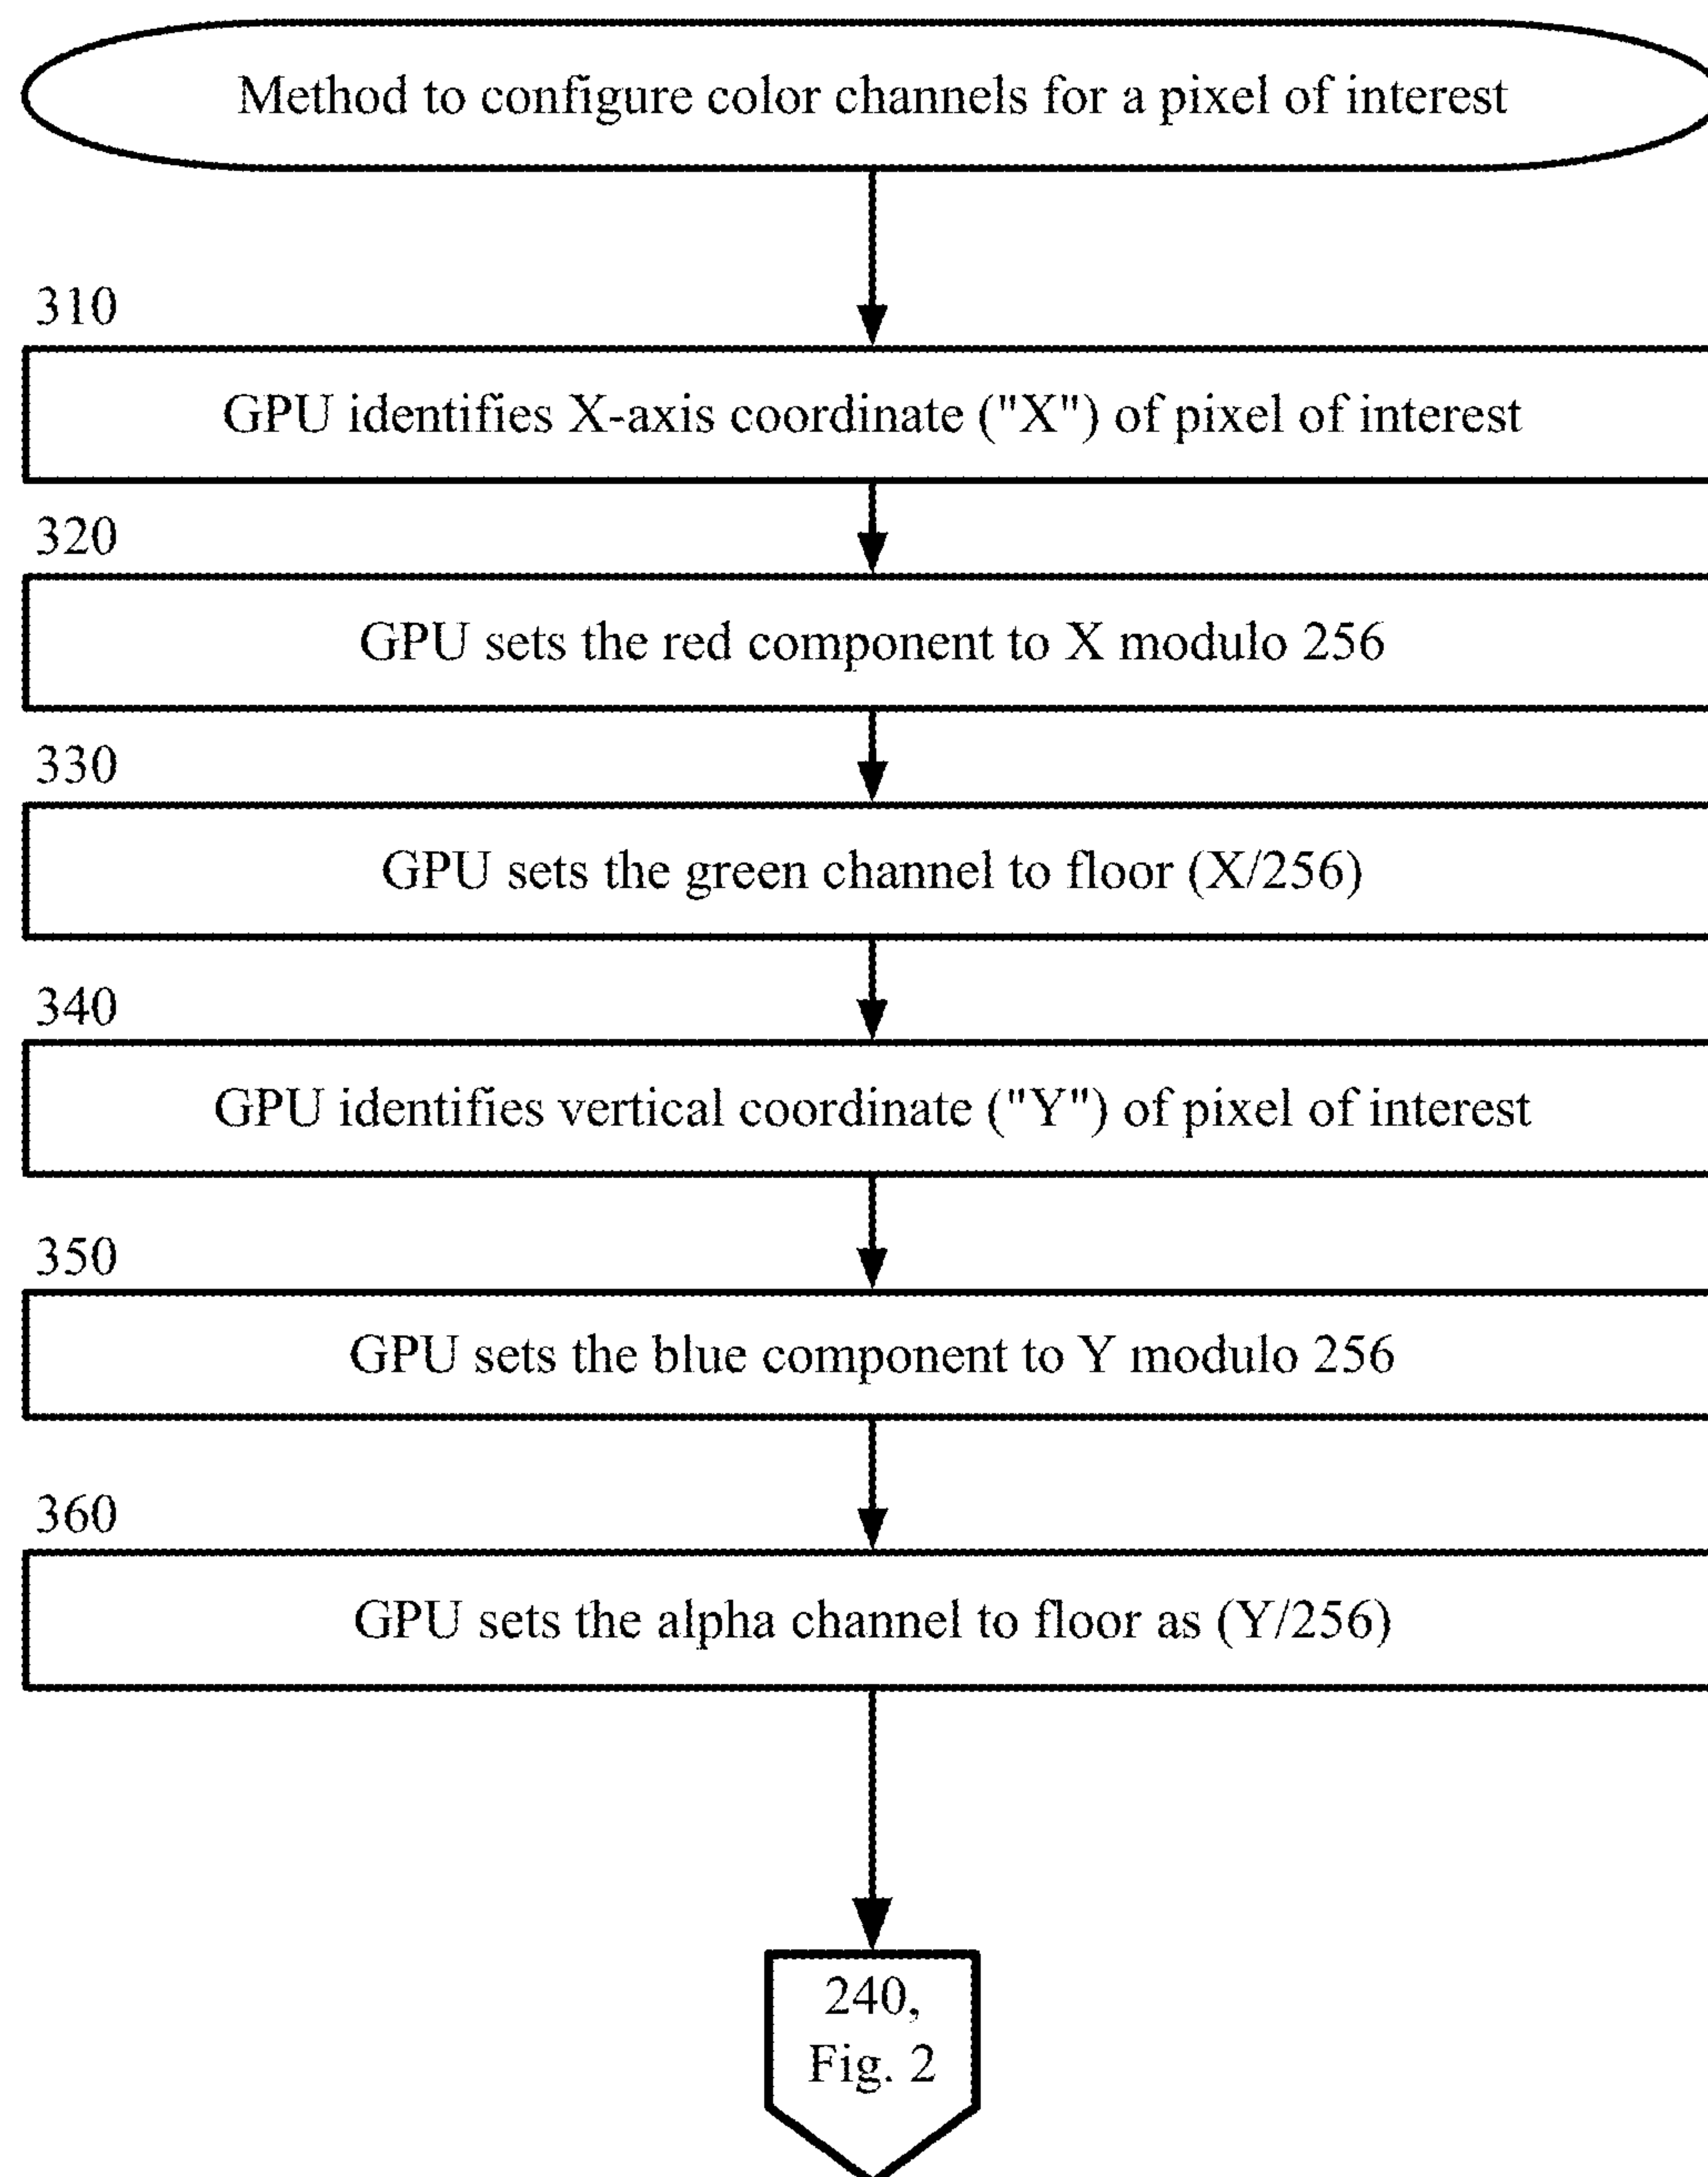 Method to configure color channels for a pixel of interest
310
GPU identifies X-axis coordinate ("X") of pixel of interest
320
GPU sets the red component to X modulo 256
330
GPU sets the green channel to floor (X/256)
340
GPU identifies vertical coordinate ("Y") of pixel of interest
350
GPU sets the blue component to Y modulo 256
360
GPU sets the alpha channel to floor as (Y/256)
240,
Fig. 2